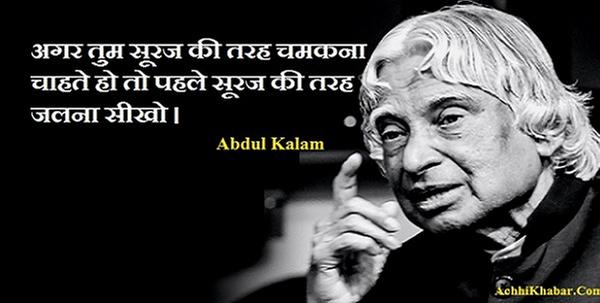 अगर तुम सूरज की तरह चमकना
चाहते हो तो पहले सूरज की तरह
जलना सीखो।
Abdul Kalam
AchhiKhabar.Com